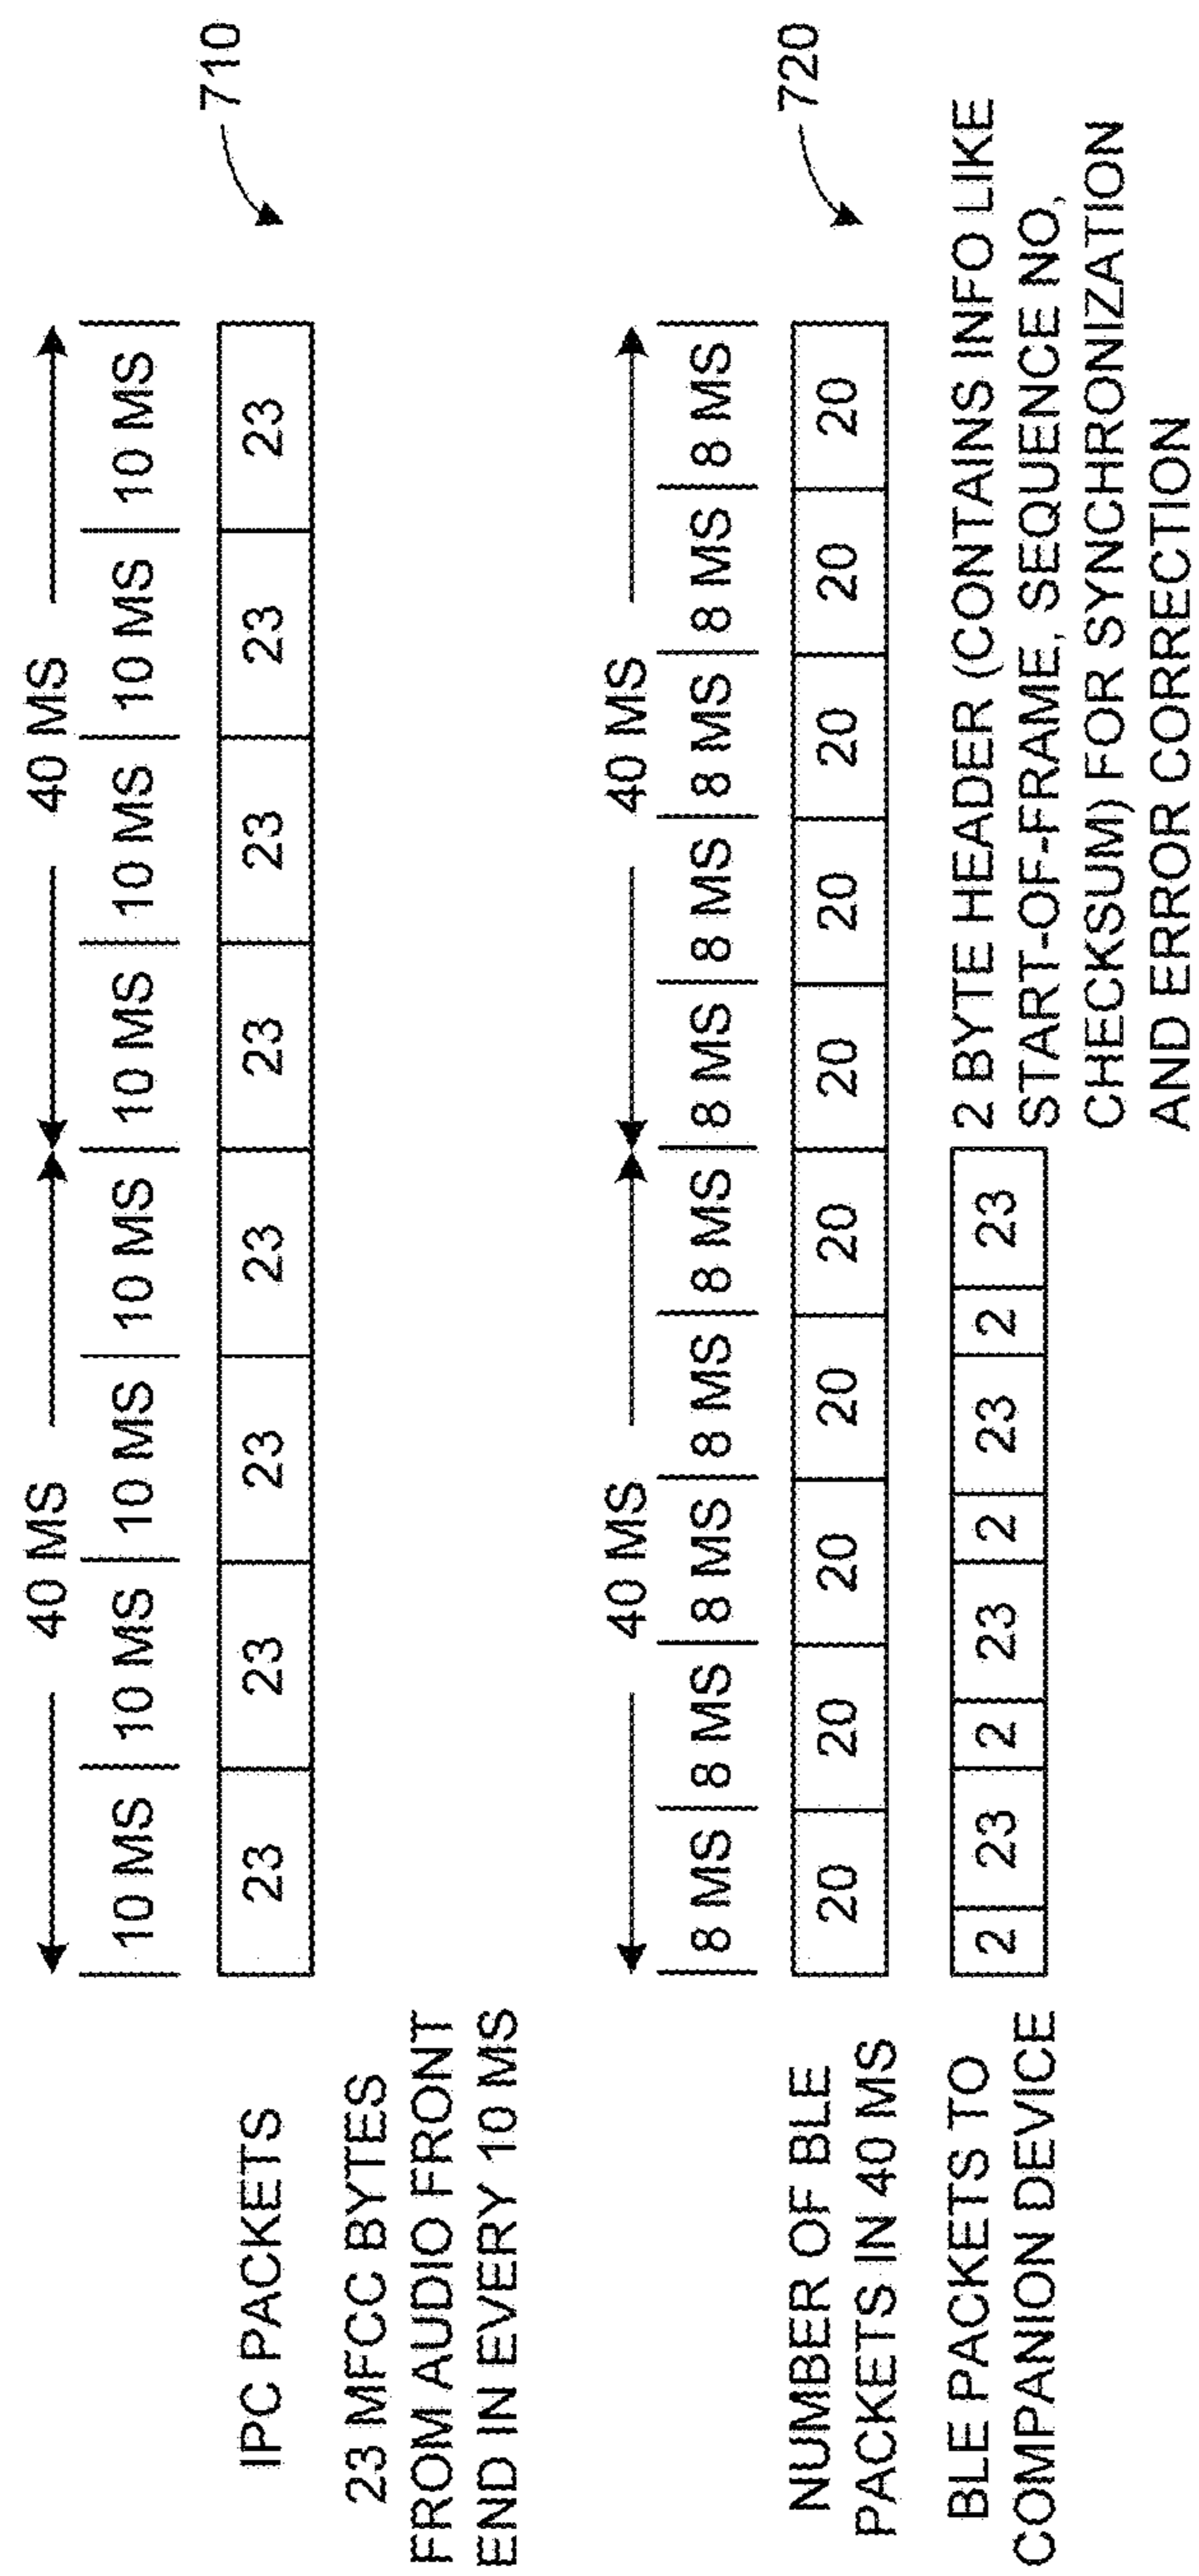 40 MS 40 MS
10 MS 10 MS 10 MS 10 MS 10 MS 10 MS 10 MS 10 MS
710
IPC PACKETS 23 23 23 23 23 23 23 23
23 MFCC BYTES
FROM AUDIO FRONT
END IN EVERY 10 MS
40 MS 40 MS
8 MS 8 MS 8 MS 8 MS 8 MS 8 MS 8 MS 8 MS 8 MS 8 MS
720
NUMBER OF BLE
PACKETS IN 40 MS
20 20 20 20 20 20 20 20 20 20
BLE PACKETS TO
COMPANION DEVICE
2 23 2 23 2 23 2 23
2 BYTE HEADER (CONTAINS INFO LIKE
START-OF-FRAME, SEQUENCE NO,
CHECKSUM) FOR SYNCHRONIZATION
AND ERROR CORRECTION